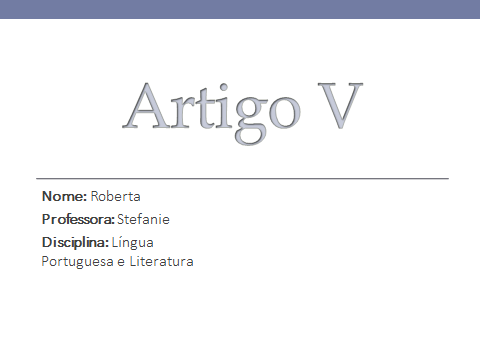 Artigo V
Nome: Roberta
Professora: Stefanie
Disciplina: Língua
Portuguesa e Literatura